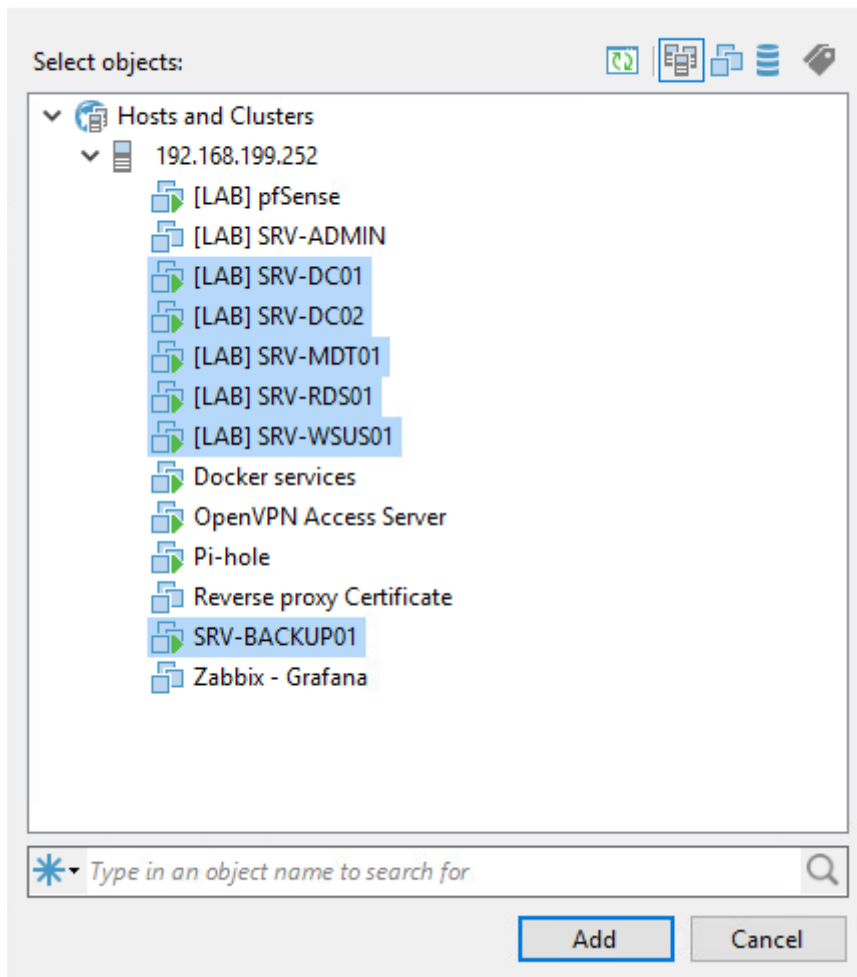 Select objects:
Hosts and Clusters
192.168.199.252
[LAB] pfSense
[LAB] SRV-ADMIN
[LAB] SRV-DC01
[LAB] SRV-DC02
[LAB] SRV-MDT01
[LAB] SRV-RDS01
[LAB] SRV-WSUS01
Docker services
OpenVPN Access Server
Pi-hole
Reverse proxy Certificate
SRV-BACKUP01
Zabbix - Grafana
Type in an object name to search for
Add Cancel